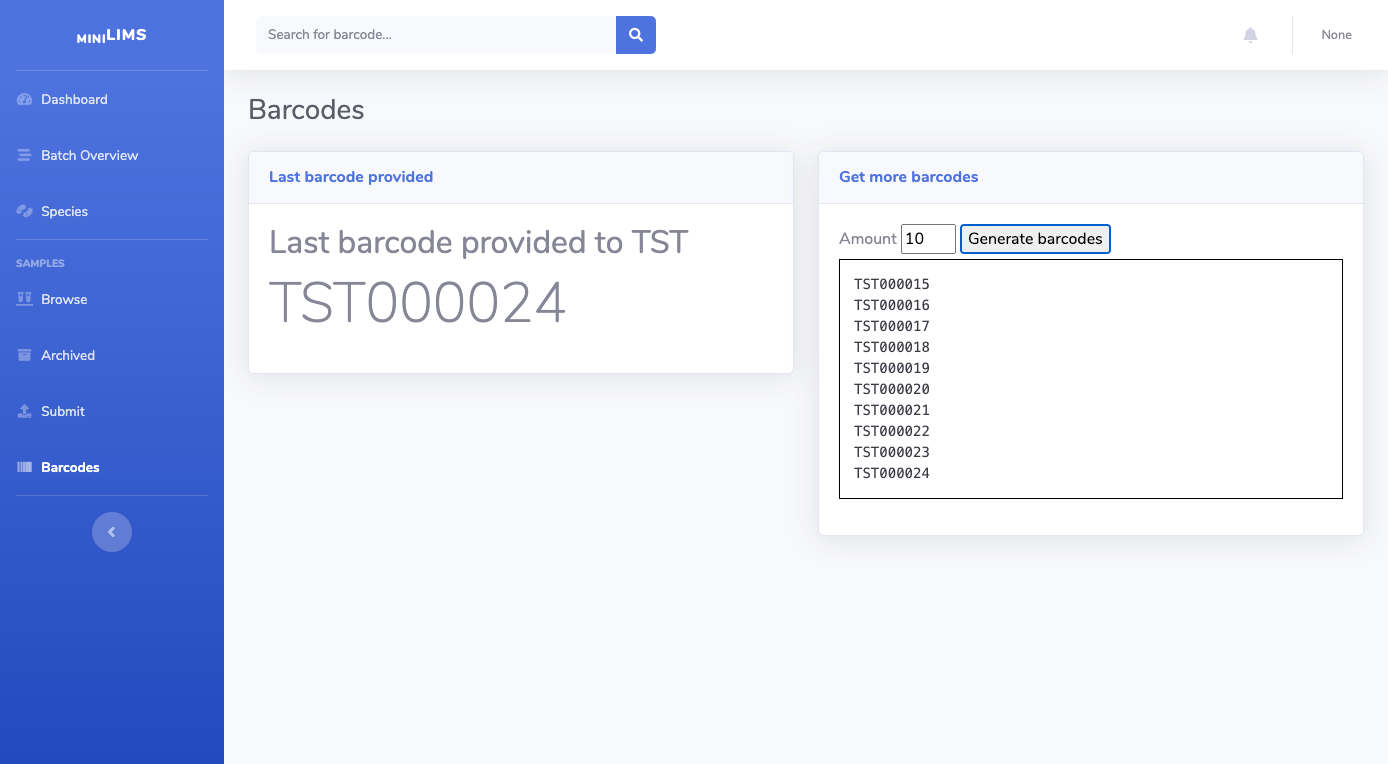 MINILIMS
Dashboard
Batch Overview
Species
SAMPLES
Browse
Archived
Submit
Barcodes
Search for barcode...
None
Barcodes
Last barcode provided
Last barcode provided to TST
TST000024
Get more barcodes
Amount 10 Generate barcodes
TST000015
TST000016
TST000017
TST000018
TST000019
TST000020
TST000021
TST000022
TST000023
TST000024